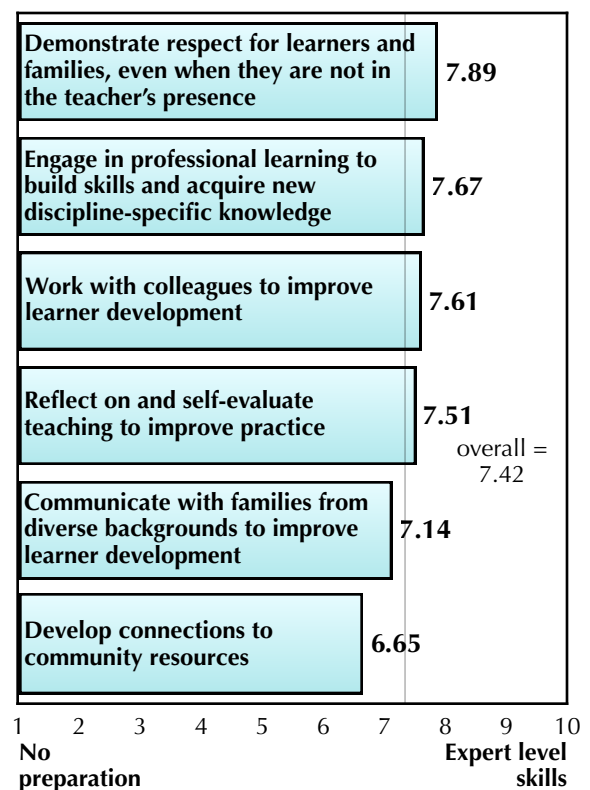 Demonstrate respect for learners and
families, even when they are not in
the teacher’s presence
7.89
Engage in professional learning to
build skills and acquire new
discipline-specific knowledge
7.67
Work with colleagues to improve
learner development
7.61
Reflect on and self-evaluate
teaching to improve practice
7.51
overall =
7.42
Communicate with families from
diverse backgrounds to improve
learner development
7.14
Develop connections to
community resources
6.65
1 2 3 4 5 6 7 8 9 10
No
preparation
Expert level
skills